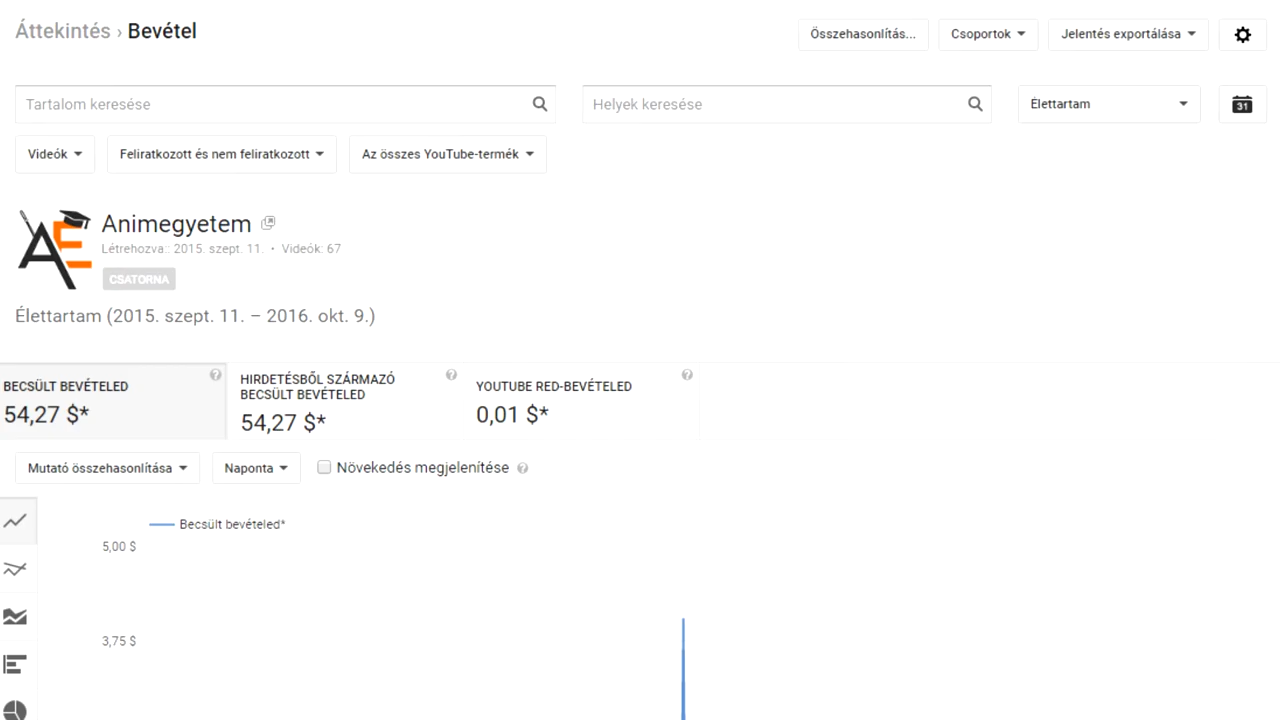 Áttekintés › Bevétel
Összehasonlítás...
Csoportok
Jelentés exportálása
Tartalom keresése
Helyek keresése
Élettartam
31
Videók
Feliratkozott és nem feliratkozott
Az összes YouTube-termék
AE
Animegyetem
Létrehozva:: 2015. szept. 11. • Videók: 67
CSATORNA
Élettartam (2015. szept. 11. – 2016. okt. 9.)
BECSÜLT BEVÉTELED
54,27 $*
HIRDETÉSBŐL SZÁRMAZÓ
BECSÜLT BEVÉTELED
54,27 $*
YOUTUBE RED-BEVÉTELED
0,01 $*
Mutató összehasonlítása
Naponta
Növekedés megjelenítése
Becsült bevételed*
5,00 $
3,75 $